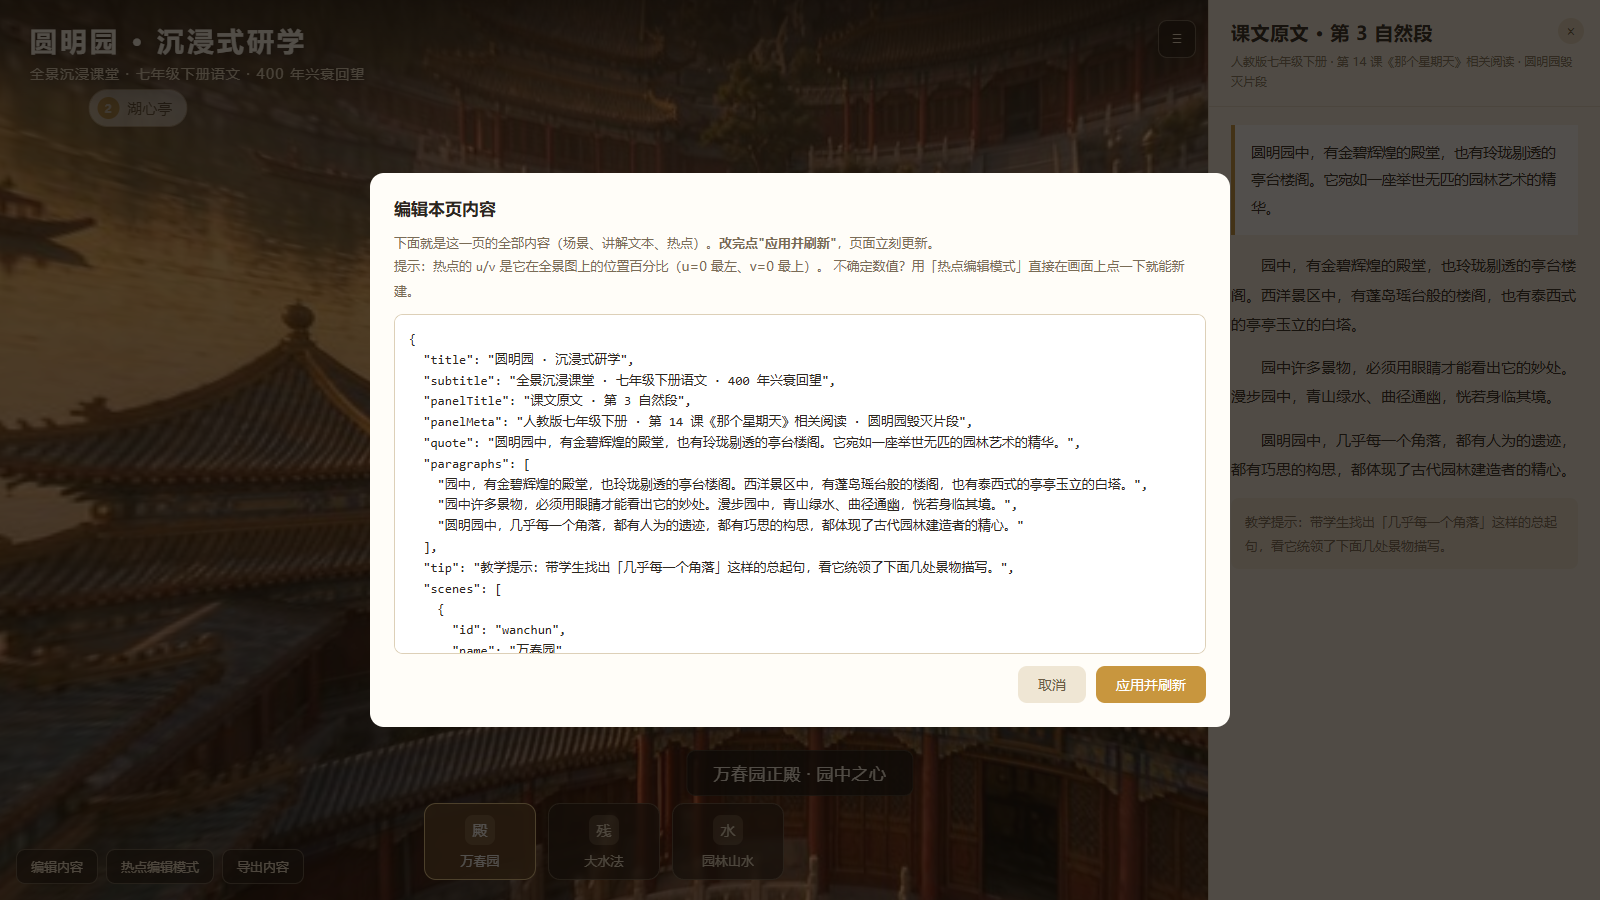 圆明园 • 沉浸式研学
全景沉浸课堂 · 七年级下册语文 · 400 年兴衰回望
2 湖心亭
☰
课文原文 • 第 3 自然段
×
人教版七年级下册 · 第 14 课《那个星期天》相关阅读 · 圆明园毁
灭片段
圆明园中，有金碧辉煌的殿堂，也有玲珑剔透的
亭台楼阁。它宛如一座举世无匹的园林艺术的精
华。
园中，有金碧辉煌的殿堂，也有玲珑剔透的亭台楼
阁。西洋景区中，有蓬岛瑶台般的楼阁，也有泰西式
的亭亭玉立的白塔。
园中许多景物，必须用眼睛才能看出它的妙处。
漫步园中，青山绿水、曲径通幽，恍若身临其境。
圆明园中，几乎每一个角落，都有人为的遗迹，
都有巧思的构思，都体现了古代园林建造者的精心。
教学提示：带学生找出「几乎每一个角落」这样的总起
句，看它统领了下面几处景物描写。
编辑本页内容
下面就是这一页的全部内容（场景、讲解文本、热点）。改完点"应用并刷新"，页面立刻更新。
提示：热点的 u/v 是它在全景图上的位置百分比（u=0 最左、v=0 最上）。 不确定数值？用「热点编辑模式」直接在画面上点一下就能新
建。
{
"title": "圆明园 · 沉浸式研学",
"subtitle": "全景沉浸课堂 · 七年级下册语文 · 400 年兴衰回望",
"panelTitle": "课文原文 · 第 3 自然段",
"panelMeta": "人教版七年级下册 · 第 14 课《那个星期天》相关阅读 · 圆明园毁灭片段",
"quote": "圆明园中，有金碧辉煌的殿堂，也有玲珑剔透的亭台楼阁。它宛如一座举世无匹的园林艺术的精华。",
"paragraphs": [
"园中，有金碧辉煌的殿堂，也玲珑剔透的亭台楼阁。西洋景区中，有蓬岛瑶台般的楼阁，也有泰西式的亭亭玉立的白塔。",
"园中许多景物，必须用眼睛才能看出它的妙处。漫步园中，青山绿水、曲径通幽，恍若身临其境。",
"圆明园中，几乎每一个角落，都有人为的遗迹，都有巧思的构思，都体现了古代园林建造者的精心。"
],
"tip": "教学提示：带学生找出「几乎每一个角落」这样的总起句，看它统领了下面几处景物描写。",
"scenes": [
{
"id": "wanchun",
"name": "万春园"
取消
应用并刷新
万春园正殿 · 园中之心
殿
万春园
残
大水法
水
园林山水
编辑内容
热点编辑模式
导出内容